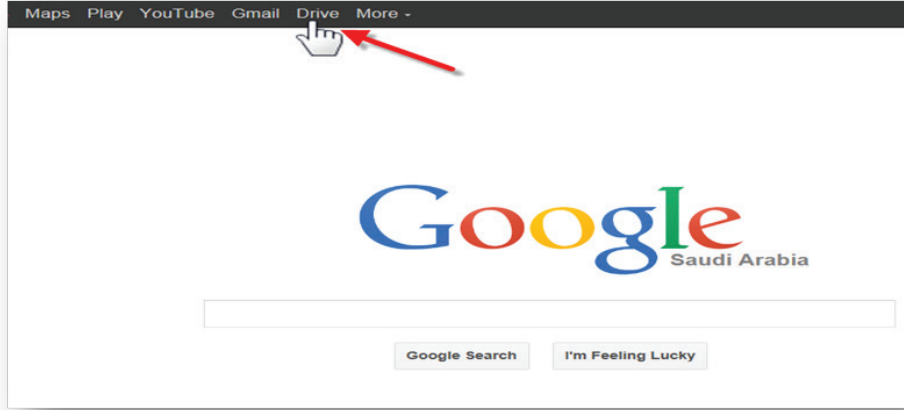 Maps Play YouTube Gmail Drive More
Google
Saudi Arabia
Google Search I'm Feeling Lucky